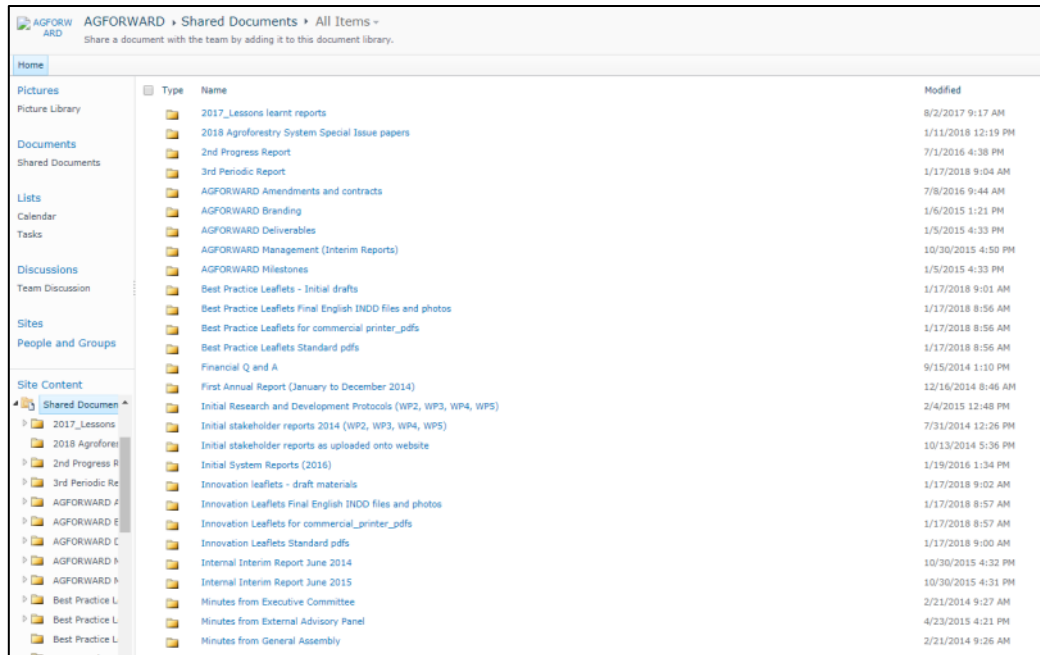 AGFORW
ARD
AGFORWARD › Shared Documents › All Items
Share a document with the team by adding it to this document library.
Home
Pictures
Picture Library
Documents
Shared Documents
Lists
Calendar
Tasks
Discussions
Team Discussion
Sites
People and Groups
Site Content
Shared Documen
2017_Lessons
2018 Agrofores
2nd Progress R
3rd Periodic Re
AGFORWARD A
AGFORWARD B
AGFORWARD D
AGFORWARD M
AGFORWARD M
Best Practice L
Best Practice L
Best Practice L
Type Name Modified
2017_Lessons learnt reports 8/2/2017 9:17 AM
2018 Agroforestry System Special Issue papers 1/11/2018 12:19 PM
2nd Progress Report 7/1/2016 4:38 PM
3rd Periodic Report 1/17/2018 9:04 AM
AGFORWARD Amendments and contracts 7/8/2016 9:44 AM
AGFORWARD Branding 1/6/2015 1:21 PM
AGFORWARD Deliverables 1/5/2015 4:33 PM
AGFORWARD Management (Interim Reports) 10/30/2015 4:50 PM
AGFORWARD Milestones 1/5/2015 4:33 PM
Best Practice Leaflets - Initial drafts 1/17/2018 9:01 AM
Best Practice Leaflets Final English INDD files and photos 1/17/2018 8:56 AM
Best Practice Leaflets for commercial printer_pdfs 1/17/2018 8:56 AM
Best Practice Leaflets Standard pdfs 1/17/2018 8:56 AM
Financial Q and A 9/15/2014 1:10 PM
First Annual Report (January to December 2014) 12/16/2014 8:46 AM
Initial Research and Development Protocols (WP2, WP3, WP4, WP5) 2/4/2015 12:48 PM
Initial stakeholder reports 2014 (WP2, WP3, WP4, WP5) 7/31/2014 12:26 PM
Initial stakeholder reports as uploaded onto website 10/13/2014 5:36 PM
Initial System Reports (2016) 1/19/2016 1:34 PM
Innovation leaflets - draft materials 1/17/2018 9:02 AM
Innovation Leaflets Final English INDD files and photos 1/17/2018 8:57 AM
Innovation Leaflets for commercial_printer_pdfs 1/17/2018 8:57 AM
Innovation Leaflets Standard pdfs 1/17/2018 9:00 AM
Internal Interim Report June 2014 10/30/2015 4:32 PM
Internal Interim Report June 2015 10/30/2015 4:31 PM
Minutes from Executive Committee 2/21/2014 9:27 AM
Minutes from External Advisory Panel 4/23/2015 4:21 PM
Minutes from General Assembly 2/21/2014 9:26 AM